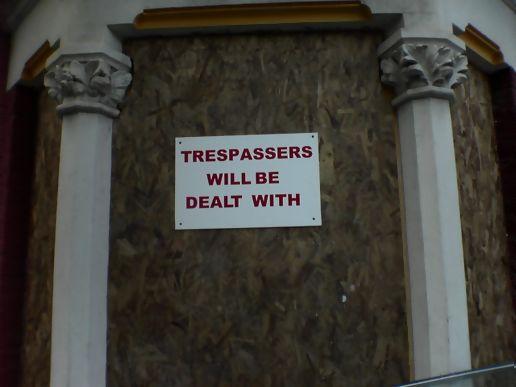 TRESPASSERS
WILL BE
DEALT WITH